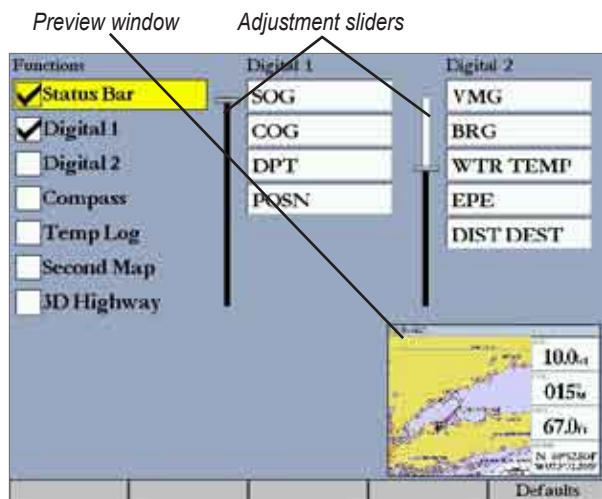 Preview window
Adjustment sliders
Functions
Digital 1
Digital 2
Status Bar
Digital 1
Digital 2
Compass
Temp Log
Second Map
3D Highway
SOG
COG
DPT
POSN
VMG
BRG
WTR TEMP
EPE
DIST DEST
10.0
015
67.0
Defaults